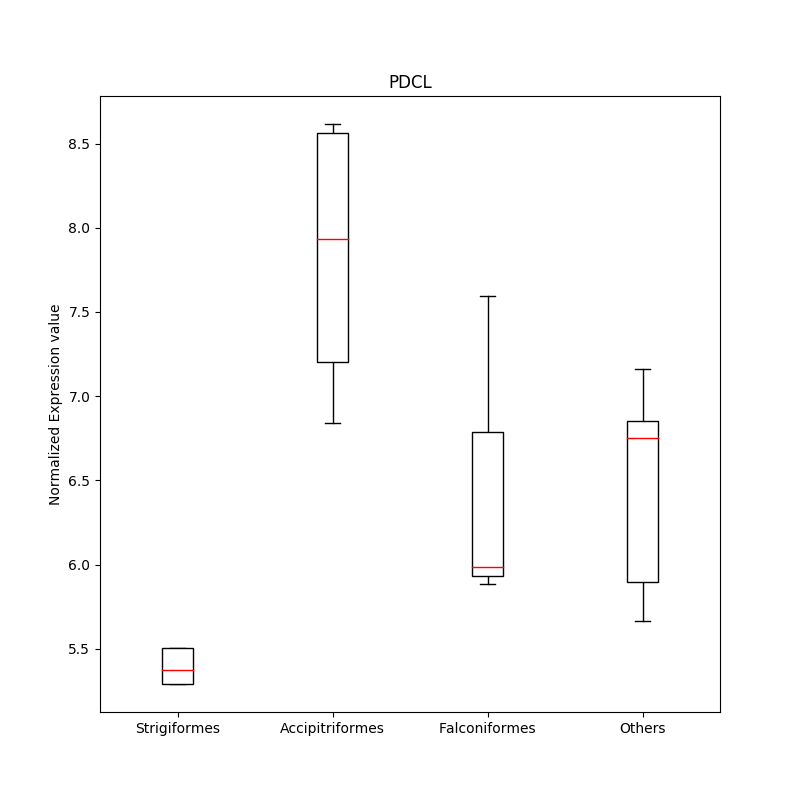 PDCL
Normalized Expression value
8.5
8.0
7.5
7.0
6.5
6.0
5.5
Strigiformes
Accipitriformes
Falconiformes
Others